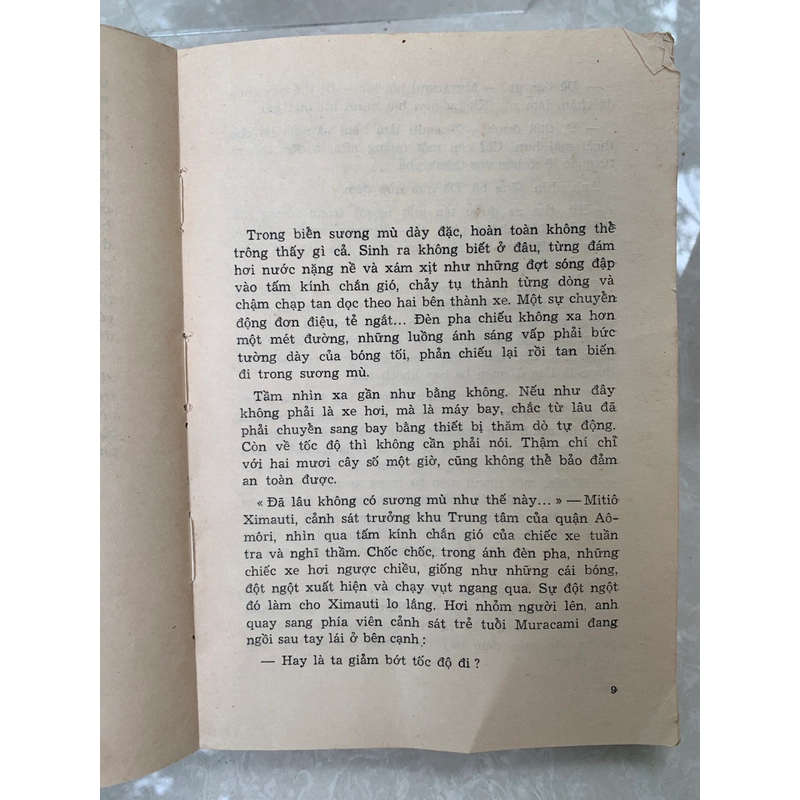 Trong biển sương mù dày đặc, hoàn toàn không thể
trông thấy gì cả. Sinh ra không biết ở đâu, từng đám
hơi nước nặng nề và xám xịt như những đợt sóng đập
vào tấm kính chắn gió, chảy tụ thành từng dòng và
chậm chạp tan dọc theo hai bên thành xe. Một sự chuyển
động đơn điệu, tẻ ngắt... Đèn pha chiếu không xa hơn
một mét đường, những luồng ánh sáng vấp phải bức
tường dày của bóng tối, phản chiếu lại rồi tan biến
đi trong sương mù.
Tầm nhìn xa gần như bằng không. Nếu như đây
không phải là xe hơi, mà là máy bay, chắc từ lâu đã
phải chuyển sang bay bằng thiết bị thăm dò tự động.
Còn về tốc độ thì không cần phải nói. Thậm chí chỉ
với hai mươi cây số một giờ, cũng không thể bảo đảm
an toàn được.
« Đã lâu không có sương mù như thế này... » — Mitiô
Ximauti, cảnh sát trưởng khu Trung tâm của quận Aô-
môri, nhìn qua tấm kính chắn gió của chiếc xe tuần
tra và nghĩ thầm. Chốc chốc, trong ánh đèn pha, những
chiếc xe hơi ngược chiều, giống như những cái bóng,
đột ngột xuất hiện và chạy vụt ngang qua. Sự đột ngột
đó làm cho Ximauti lo lắng. Hơi nhỏm người lên, anh
quay sang phía viên cảnh sát trẻ tuổi Muracami đang
ngồi sau tay lái ở bên cạnh :
— Hay là ta giảm bớt tốc độ đi ?
9